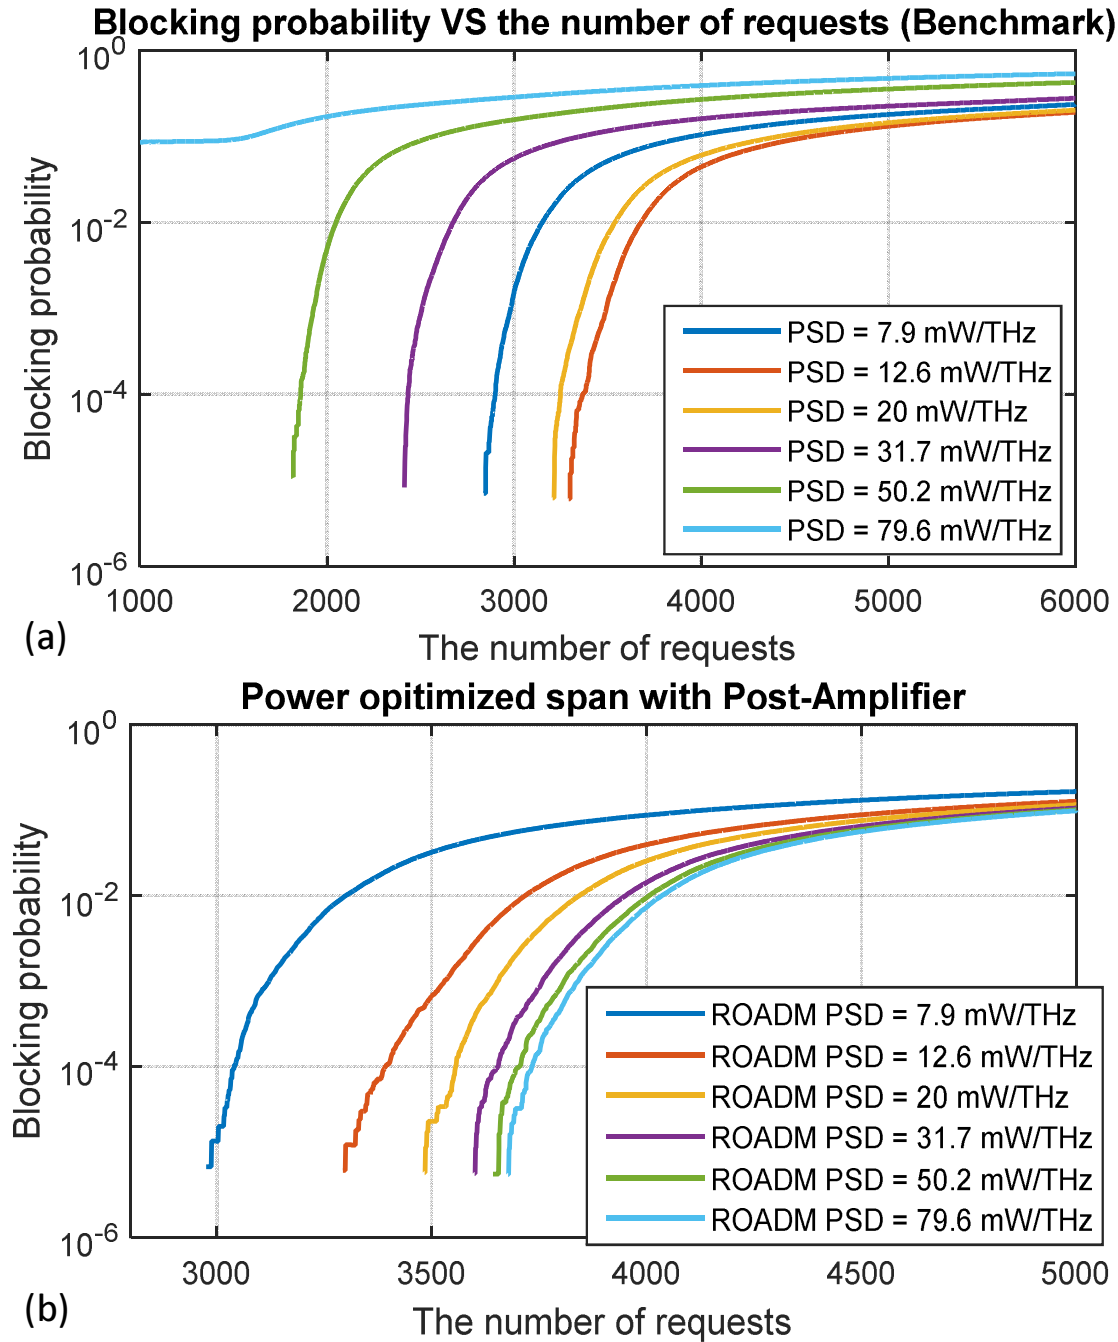 Blocking probability VS the number of requests (Benchmark)
10^0
10^-2
10^-4
10^-6
Blocking probability
PSD = 7.9 mW/THz
PSD = 12.6 mW/THz
PSD = 20 mW/THz
PSD = 31.7 mW/THz
PSD = 50.2 mW/THz
PSD = 79.6 mW/THz
1000 2000 3000 4000 5000 6000
(a)
The number of requests
Power opitimized span with Post-Amplifier
10^0
10^-2
10^-4
10^-6
Blocking probability
ROADM PSD = 7.9 mW/THz
ROADM PSD = 12.6 mW/THz
ROADM PSD = 20 mW/THz
ROADM PSD = 31.7 mW/THz
ROADM PSD = 50.2 mW/THz
ROADM PSD = 79.6 mW/THz
3000 3500 4000 4500 5000
(b)
The number of requests